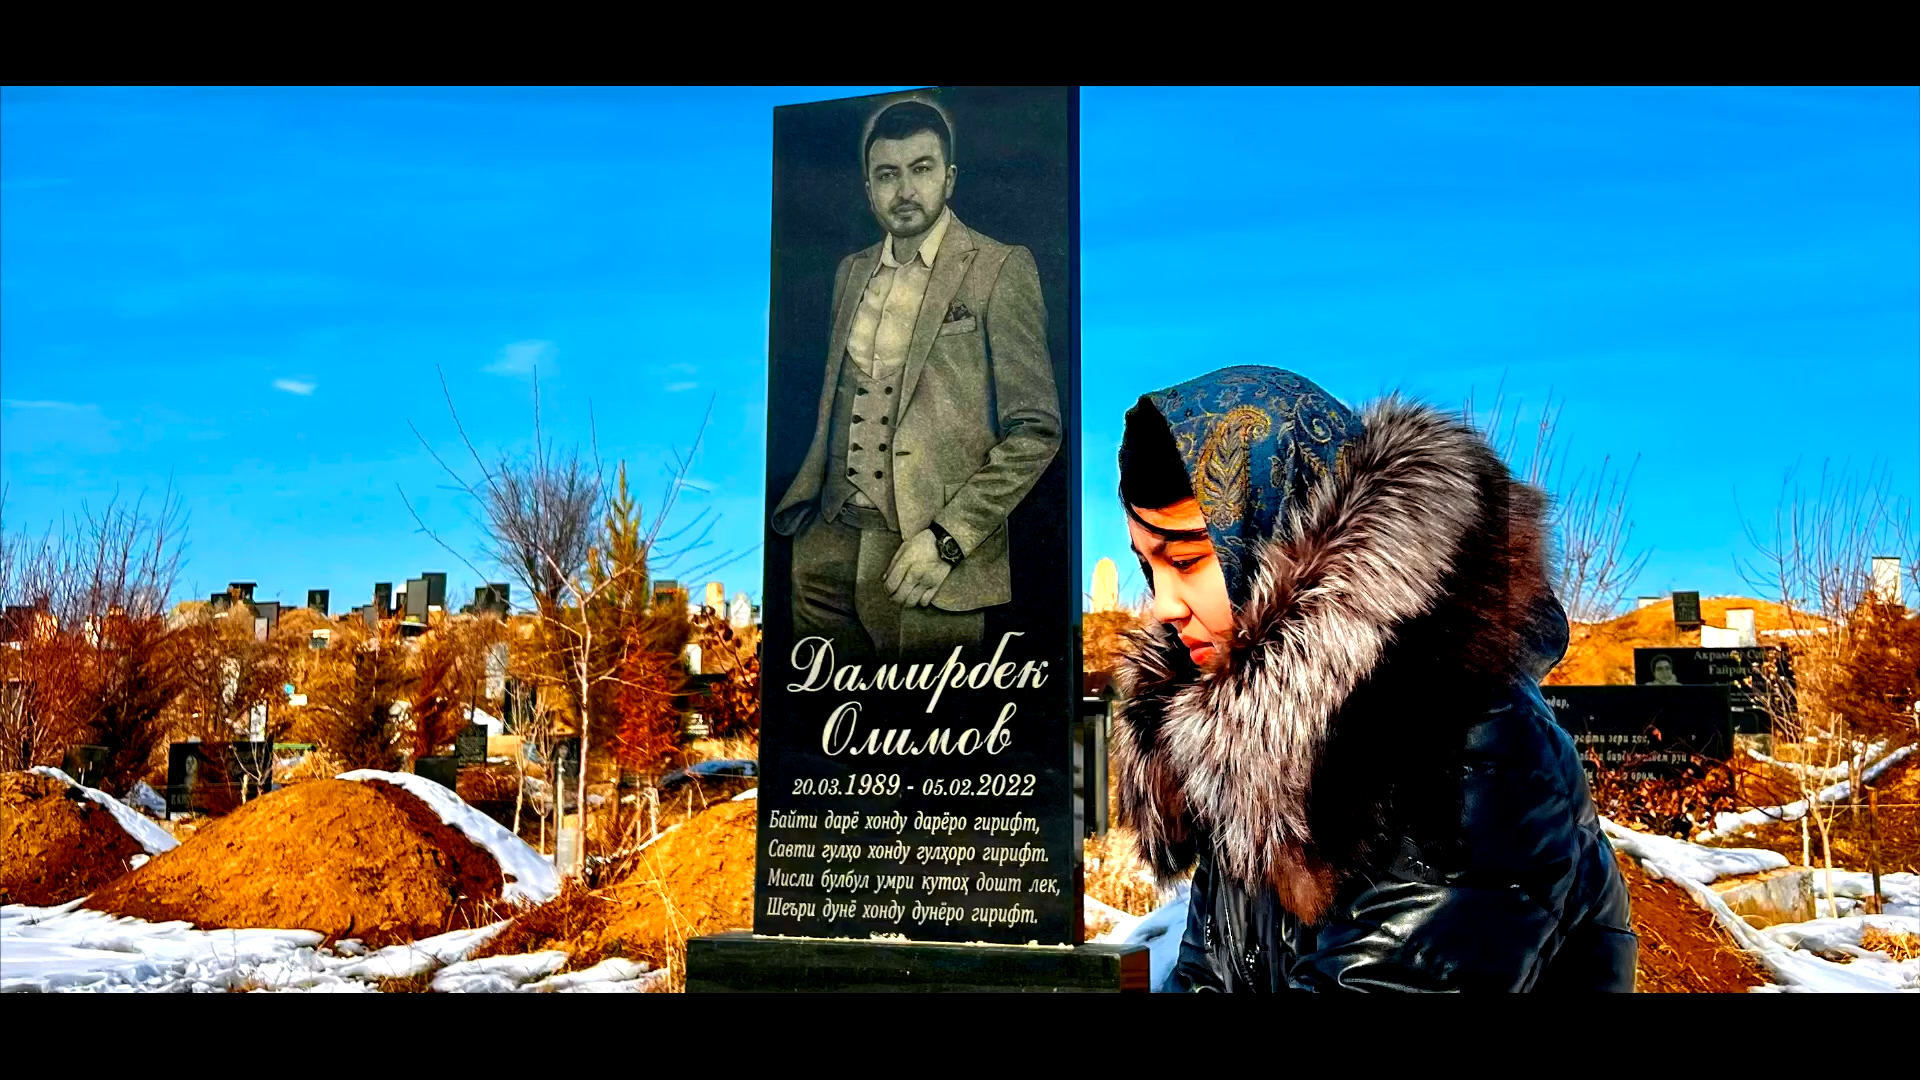 Дамирбек
Олимов
20.03.1989 - 05.02.2022
Байти дарё хонду дарёро гирифт,
Савти гулҳо хонду гулҳоро гирифт.
Мисли булбул умри кутоҳ дошт лек,
Шеъри дунё хонду дунёро гирифт.